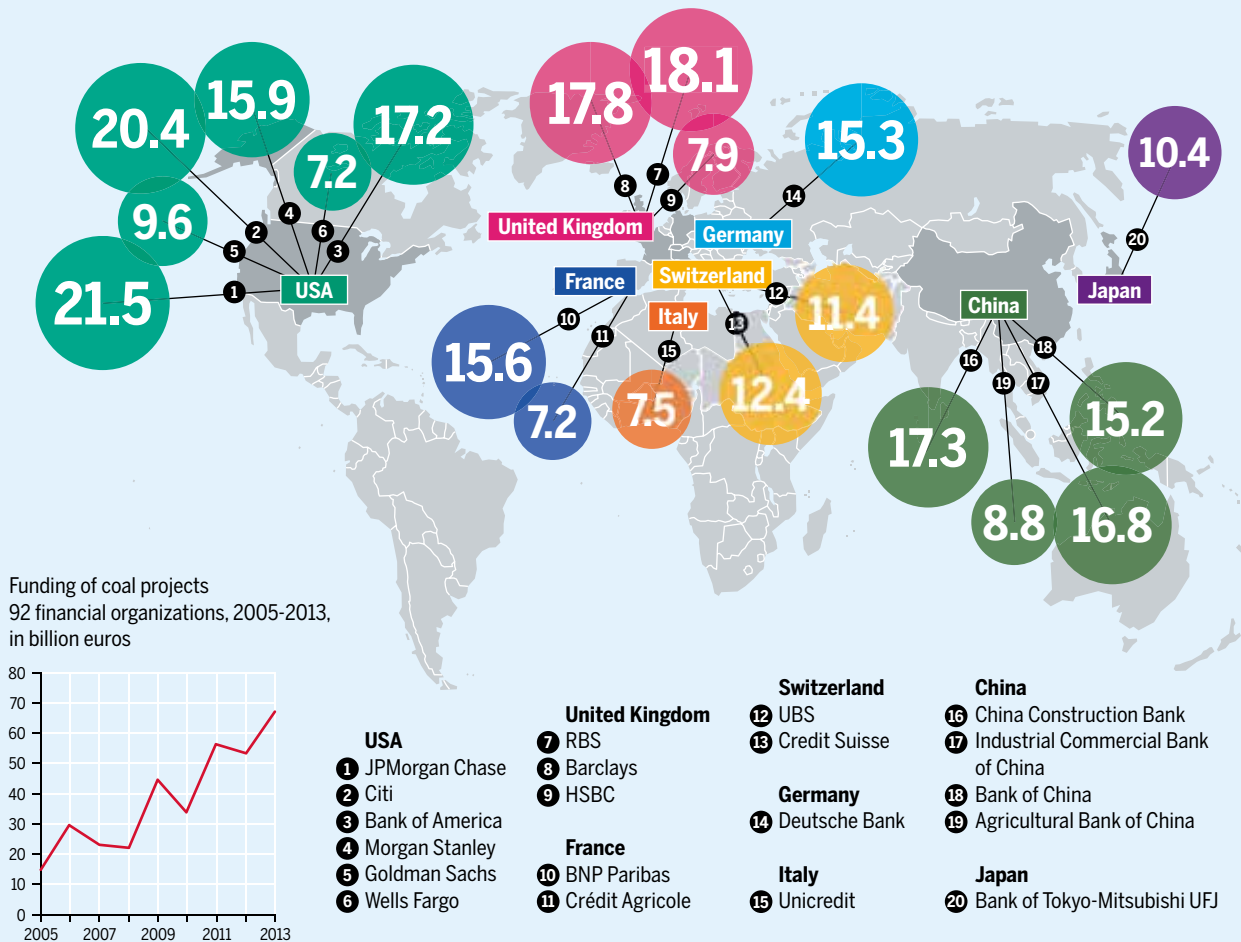 18.1
15.9
17.8
20.4
17.2
15.3
7.2
7.9
10.4
9.6
21.5
8
7
9
14
4
6
2
3
5
1
20
United Kingdom
Germany
USA
France
Switzerland
Italy
China
Japan
12
10
11
13
15
16
18
19
17
11.4
15.6
12.4
7.2
7.5
17.3
15.2
8.8
16.8
Funding of coal projects
92 financial organizations, 2005-2013,
in billion euros
80
70
60
50
40
30
20
10
0
2005
2007
2009
2011
2013
USA
1 JPMorgan Chase
2 Citi
3 Bank of America
4 Morgan Stanley
5 Goldman Sachs
6 Wells Fargo
United Kingdom
7 RBS
8 Barclays
9 HSBC
France
10 BNP Paribas
11 Crédit Agricole
Switzerland
12 UBS
13 Credit Suisse
Germany
14 Deutsche Bank
Italy
15 Unicredit
China
16 China Construction Bank
17 Industrial Commercial Bank
of China
18 Bank of China
19 Agricultural Bank of China
Japan
20 Bank of Tokyo-Mitsubishi UFJ